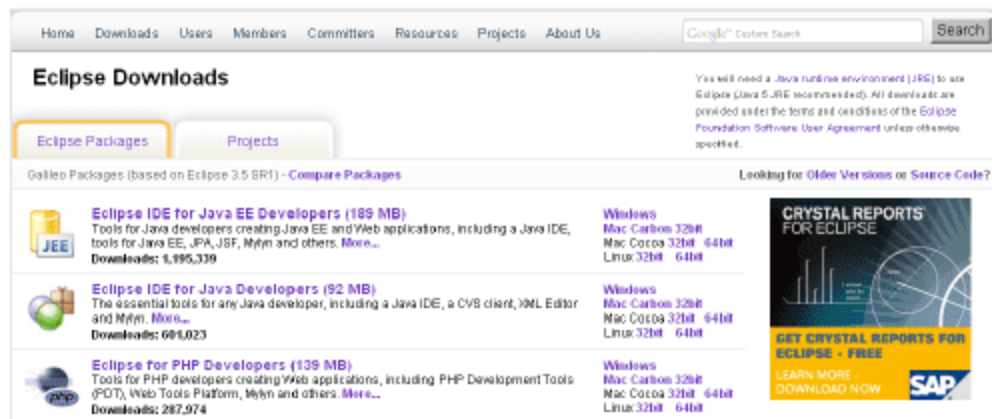 Home Downloads Users Members Committers Resources Projects About Us Google™ Custom Search Search
Eclipse Downloads
You will need a Java runtime environment (JRE) to use
Eclipse (Java 5 JRE recommended). All downloads are
provided under the terms and conditions of the Eclipse
Foundation Software User Agreement unless otherwise
specified.
Eclipse Packages Projects
Galileo Packages (based on Eclipse 3.5 SR1) - Compare Packages
Looking for Older Versions or Source Code?
Eclipse IDE for Java EE Developers (189 MB)
Tools for Java developers creating Java EE and Web applications, including a Java IDE,
tools for Java EE, JPA, JSF, Mylyn and others. More...
Downloads: 1,195,339
Windows
Mac Carbon 32bit
Mac Cocoa 32bit 64bit
Linux 32bit 64bit
JEE
Eclipse IDE for Java Developers (92 MB)
The essential tools for any Java developer, including a Java IDE, a CVS client, XML Editor
and Mylyn. More...
Downloads: 601,023
Windows
Mac Carbon 32bit
Mac Cocoa 32bit 64bit
Linux 32bit 64bit
Eclipse for PHP Developers (139 MB)
Tools for PHP developers creating Web applications, including PHP Development Tools
(PDT), Web Tools Platform, Mylyn and others. More...
Downloads: 287,974
Windows
Mac Carbon 32bit
Mac Cocoa 32bit 64bit
Linux 32bit 64bit
php
CRYSTAL REPORTS
FOR ECLIPSE
GET CRYSTAL REPORTS FOR
ECLIPSE - FREE
LEARN MORE -
DOWNLOAD NOW
SAP